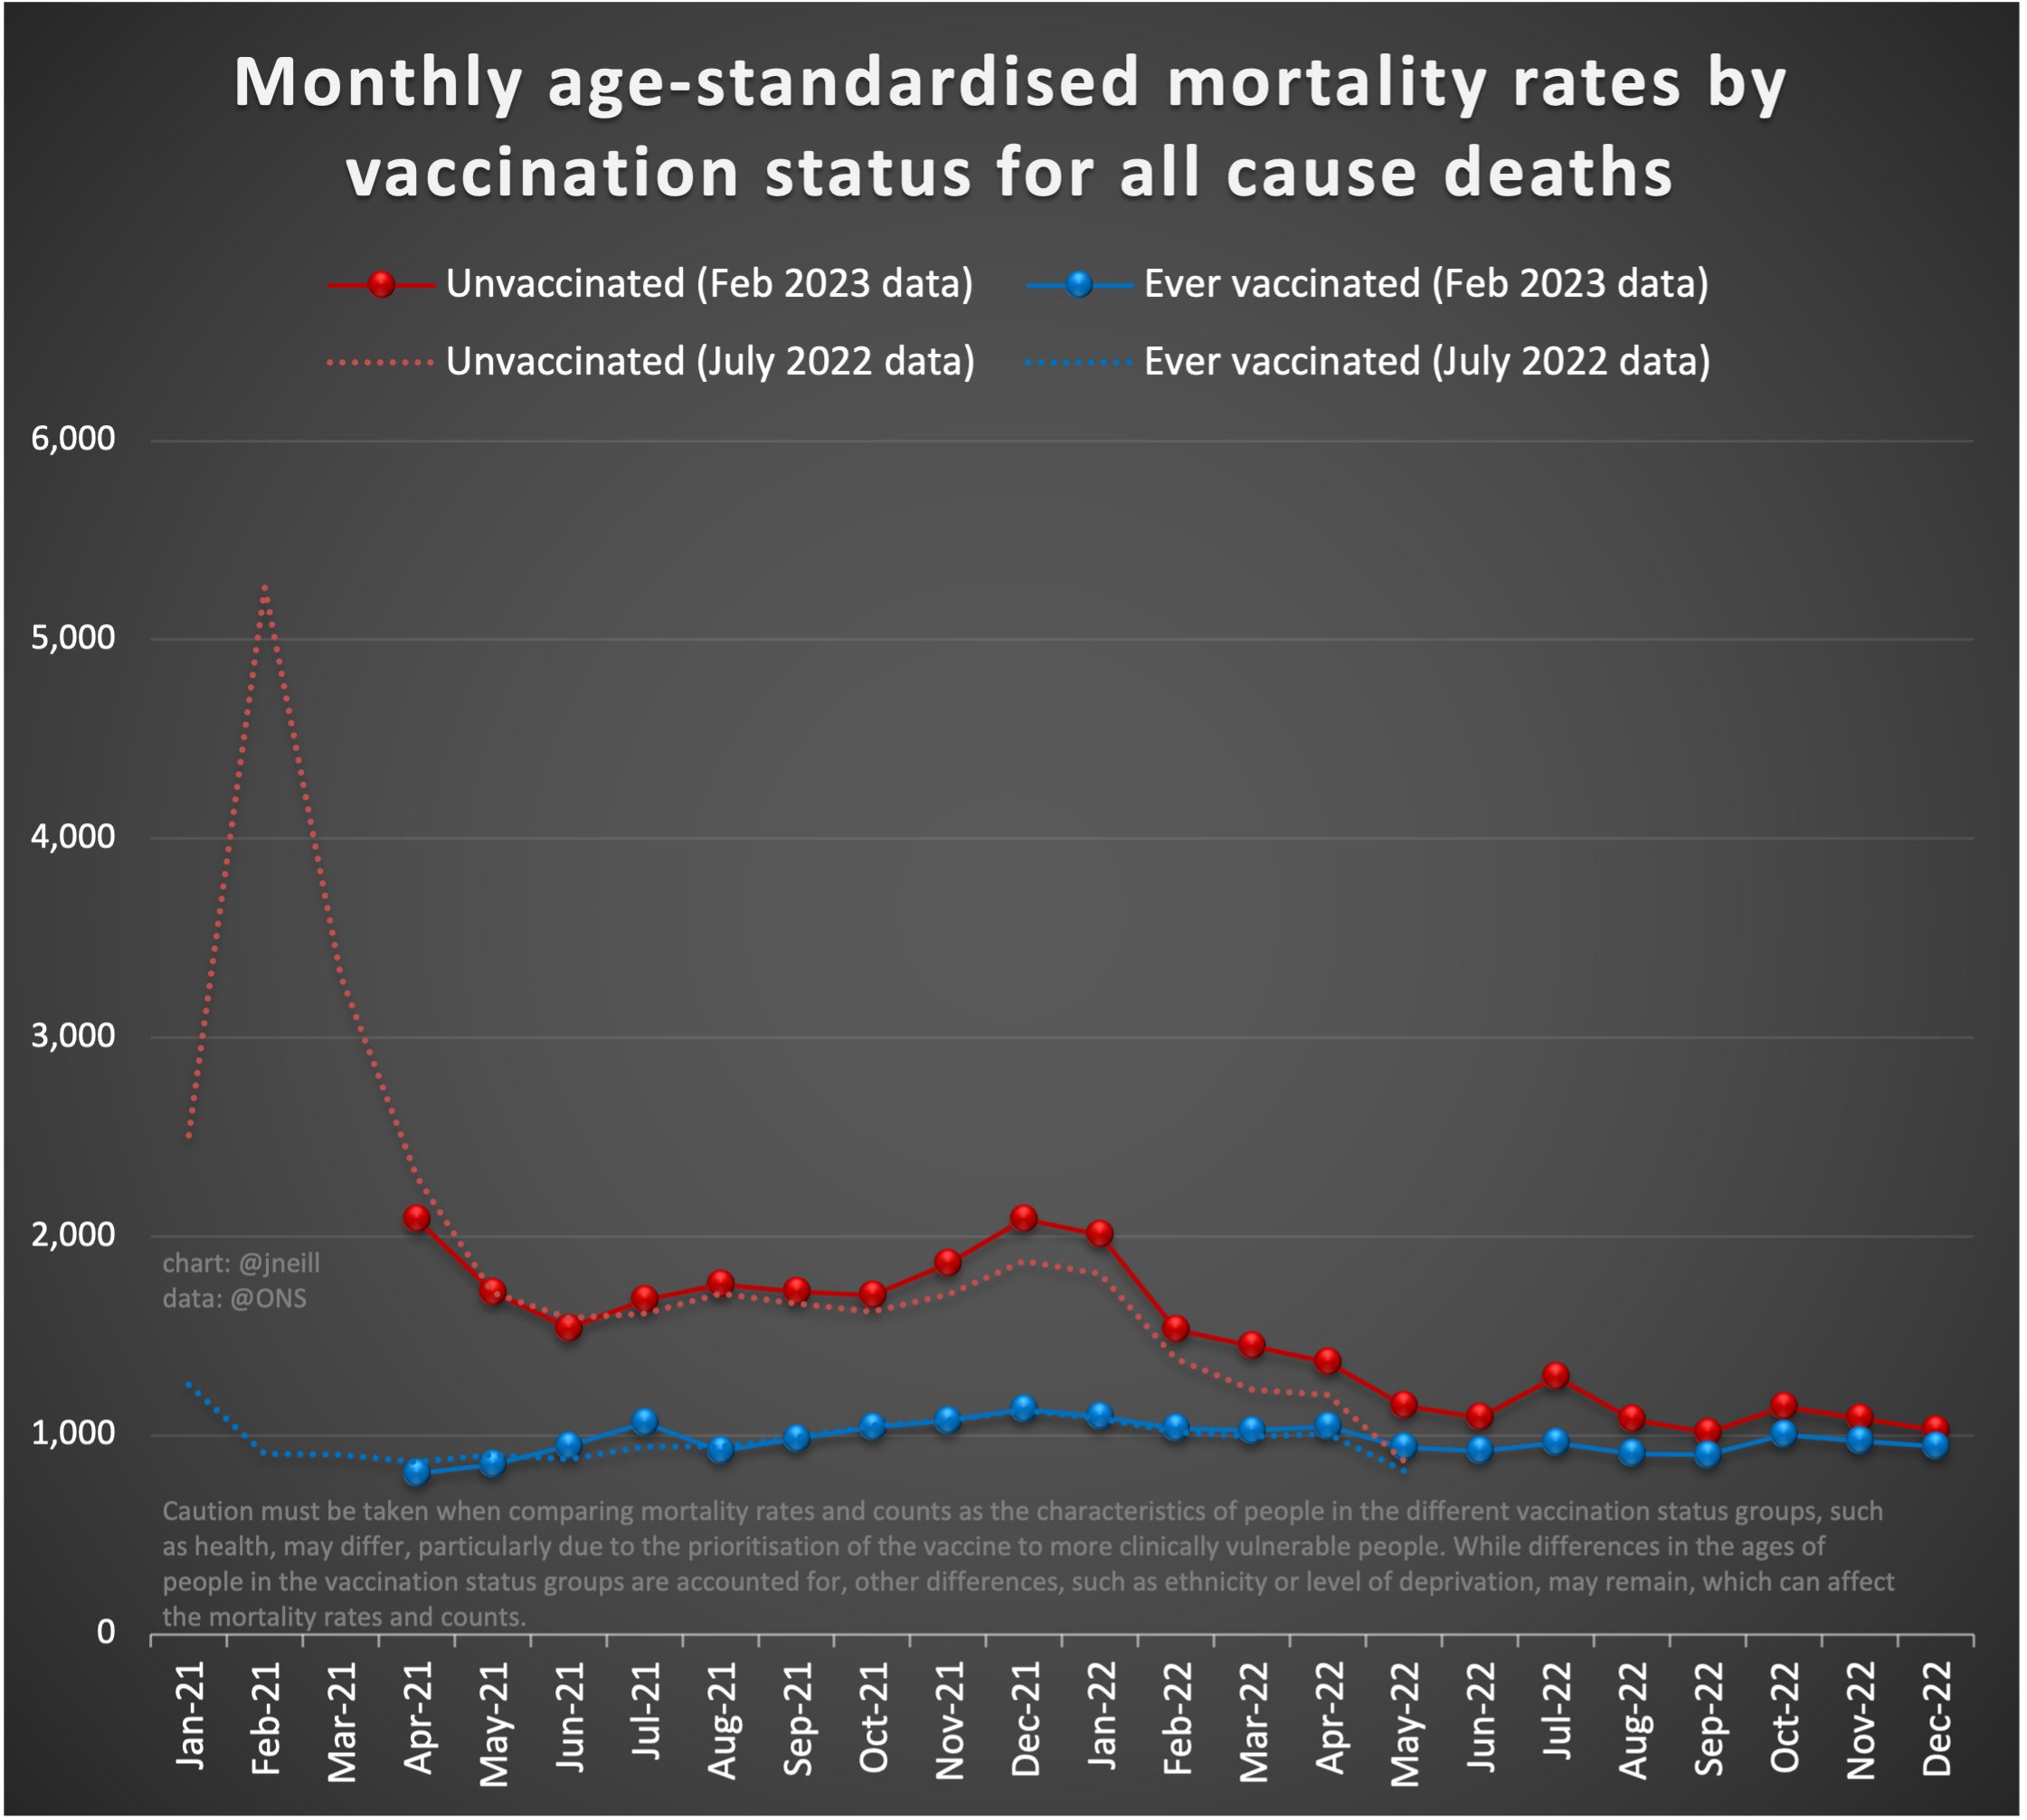 Monthly age-standardised mortality rates by
vaccination status for all cause deaths
Unvaccinated (Feb 2023 data)
Ever vaccinated (Feb 2023 data)
Unvaccinated (July 2022 data)
Ever vaccinated (July 2022 data)
6,000
5,000
4,000
3,000
2,000
chart: @jneill
data: @ONS
1,000
Caution must be taken when comparing mortality rates and counts as the characteristics of people in the different vaccination status groups, such
as health, may differ, particularly due to the prioritisation of the vaccine to more clinically vulnerable people. While differences in the ages of
people in the vaccination status groups are accounted for, other differences, such as ethnicity or level of deprivation, may remain, which can affect
the mortality rates and counts.
0
Jan-21
Feb-21
Mar-21
Apr-21
May-21
Jun-21
Jul-21
Aug-21
Sep-21
Oct-21
Nov-21
Dec-21
Jan-22
Feb-22
Mar-22
Apr-22
May-22
Jun-22
Jul-22
Aug-22
Sep-22
Oct-22
Nov-22
Dec-22